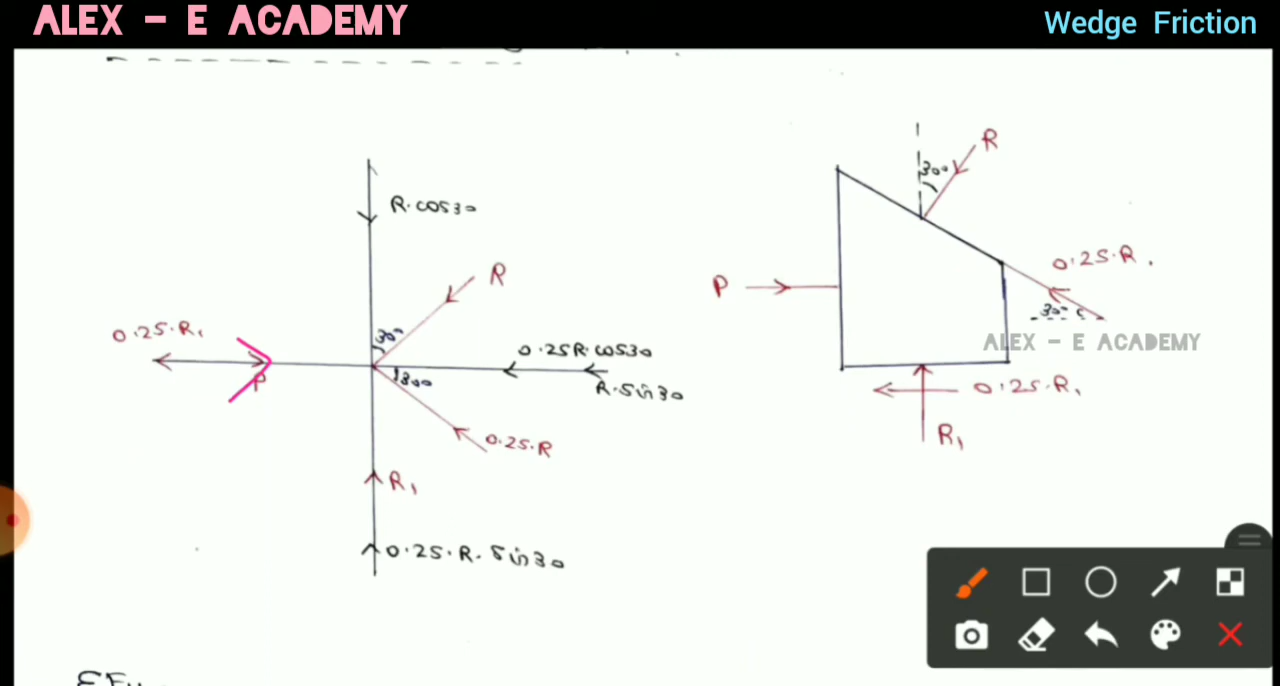 ALEX - E ACADEMY
Wedge Friction
R
30°
R.cos30
0.25.R.
R
0.25.R₁
30°
P
30°
ALEX - E ACADEMY
0.25R.cos30
P
30°
R.Sin30
0.25.R₁
R₁
0.25.R
R₁
0.25.R.Sin30